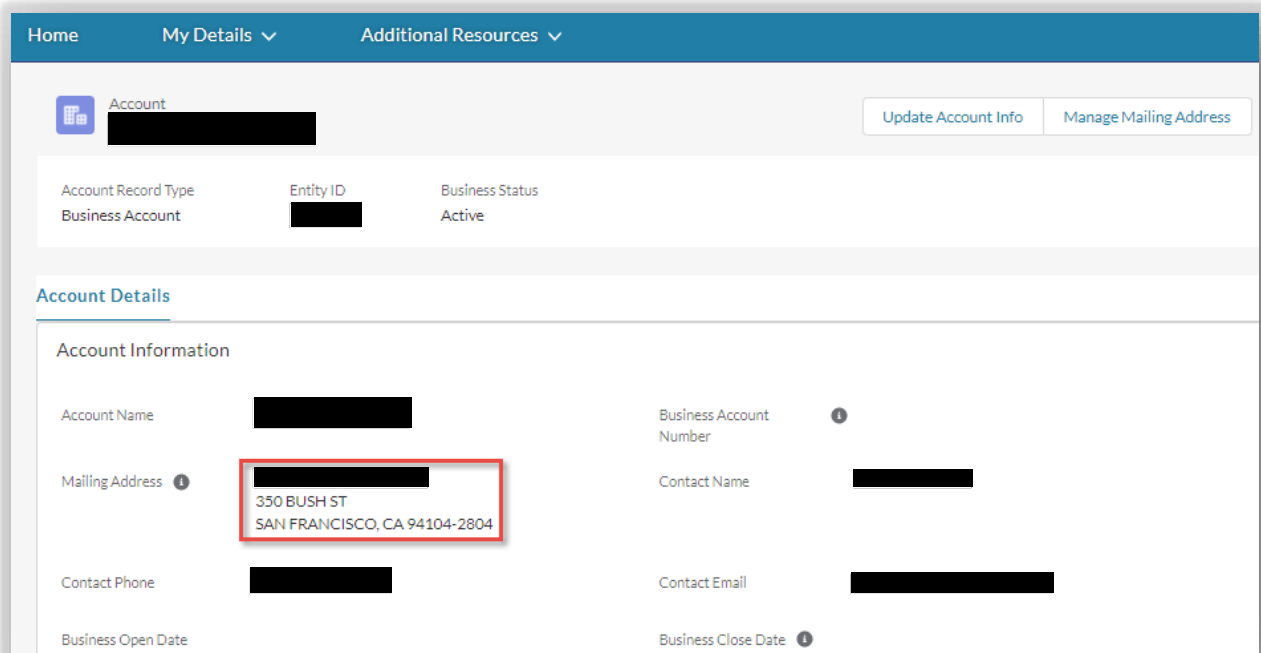 Home My Details Additional Resources
Account
Update Account Info Manage Mailing Address
Account Record Type Entity ID Business Status
Business Account Active
Account Details
Account Information
Account Name Business Account
Number
Mailing Address Contact Name
350 BUSH ST
SAN FRANCISCO, CA 94104-2804
Contact Phone Contact Email
Business Open Date Business Close Date